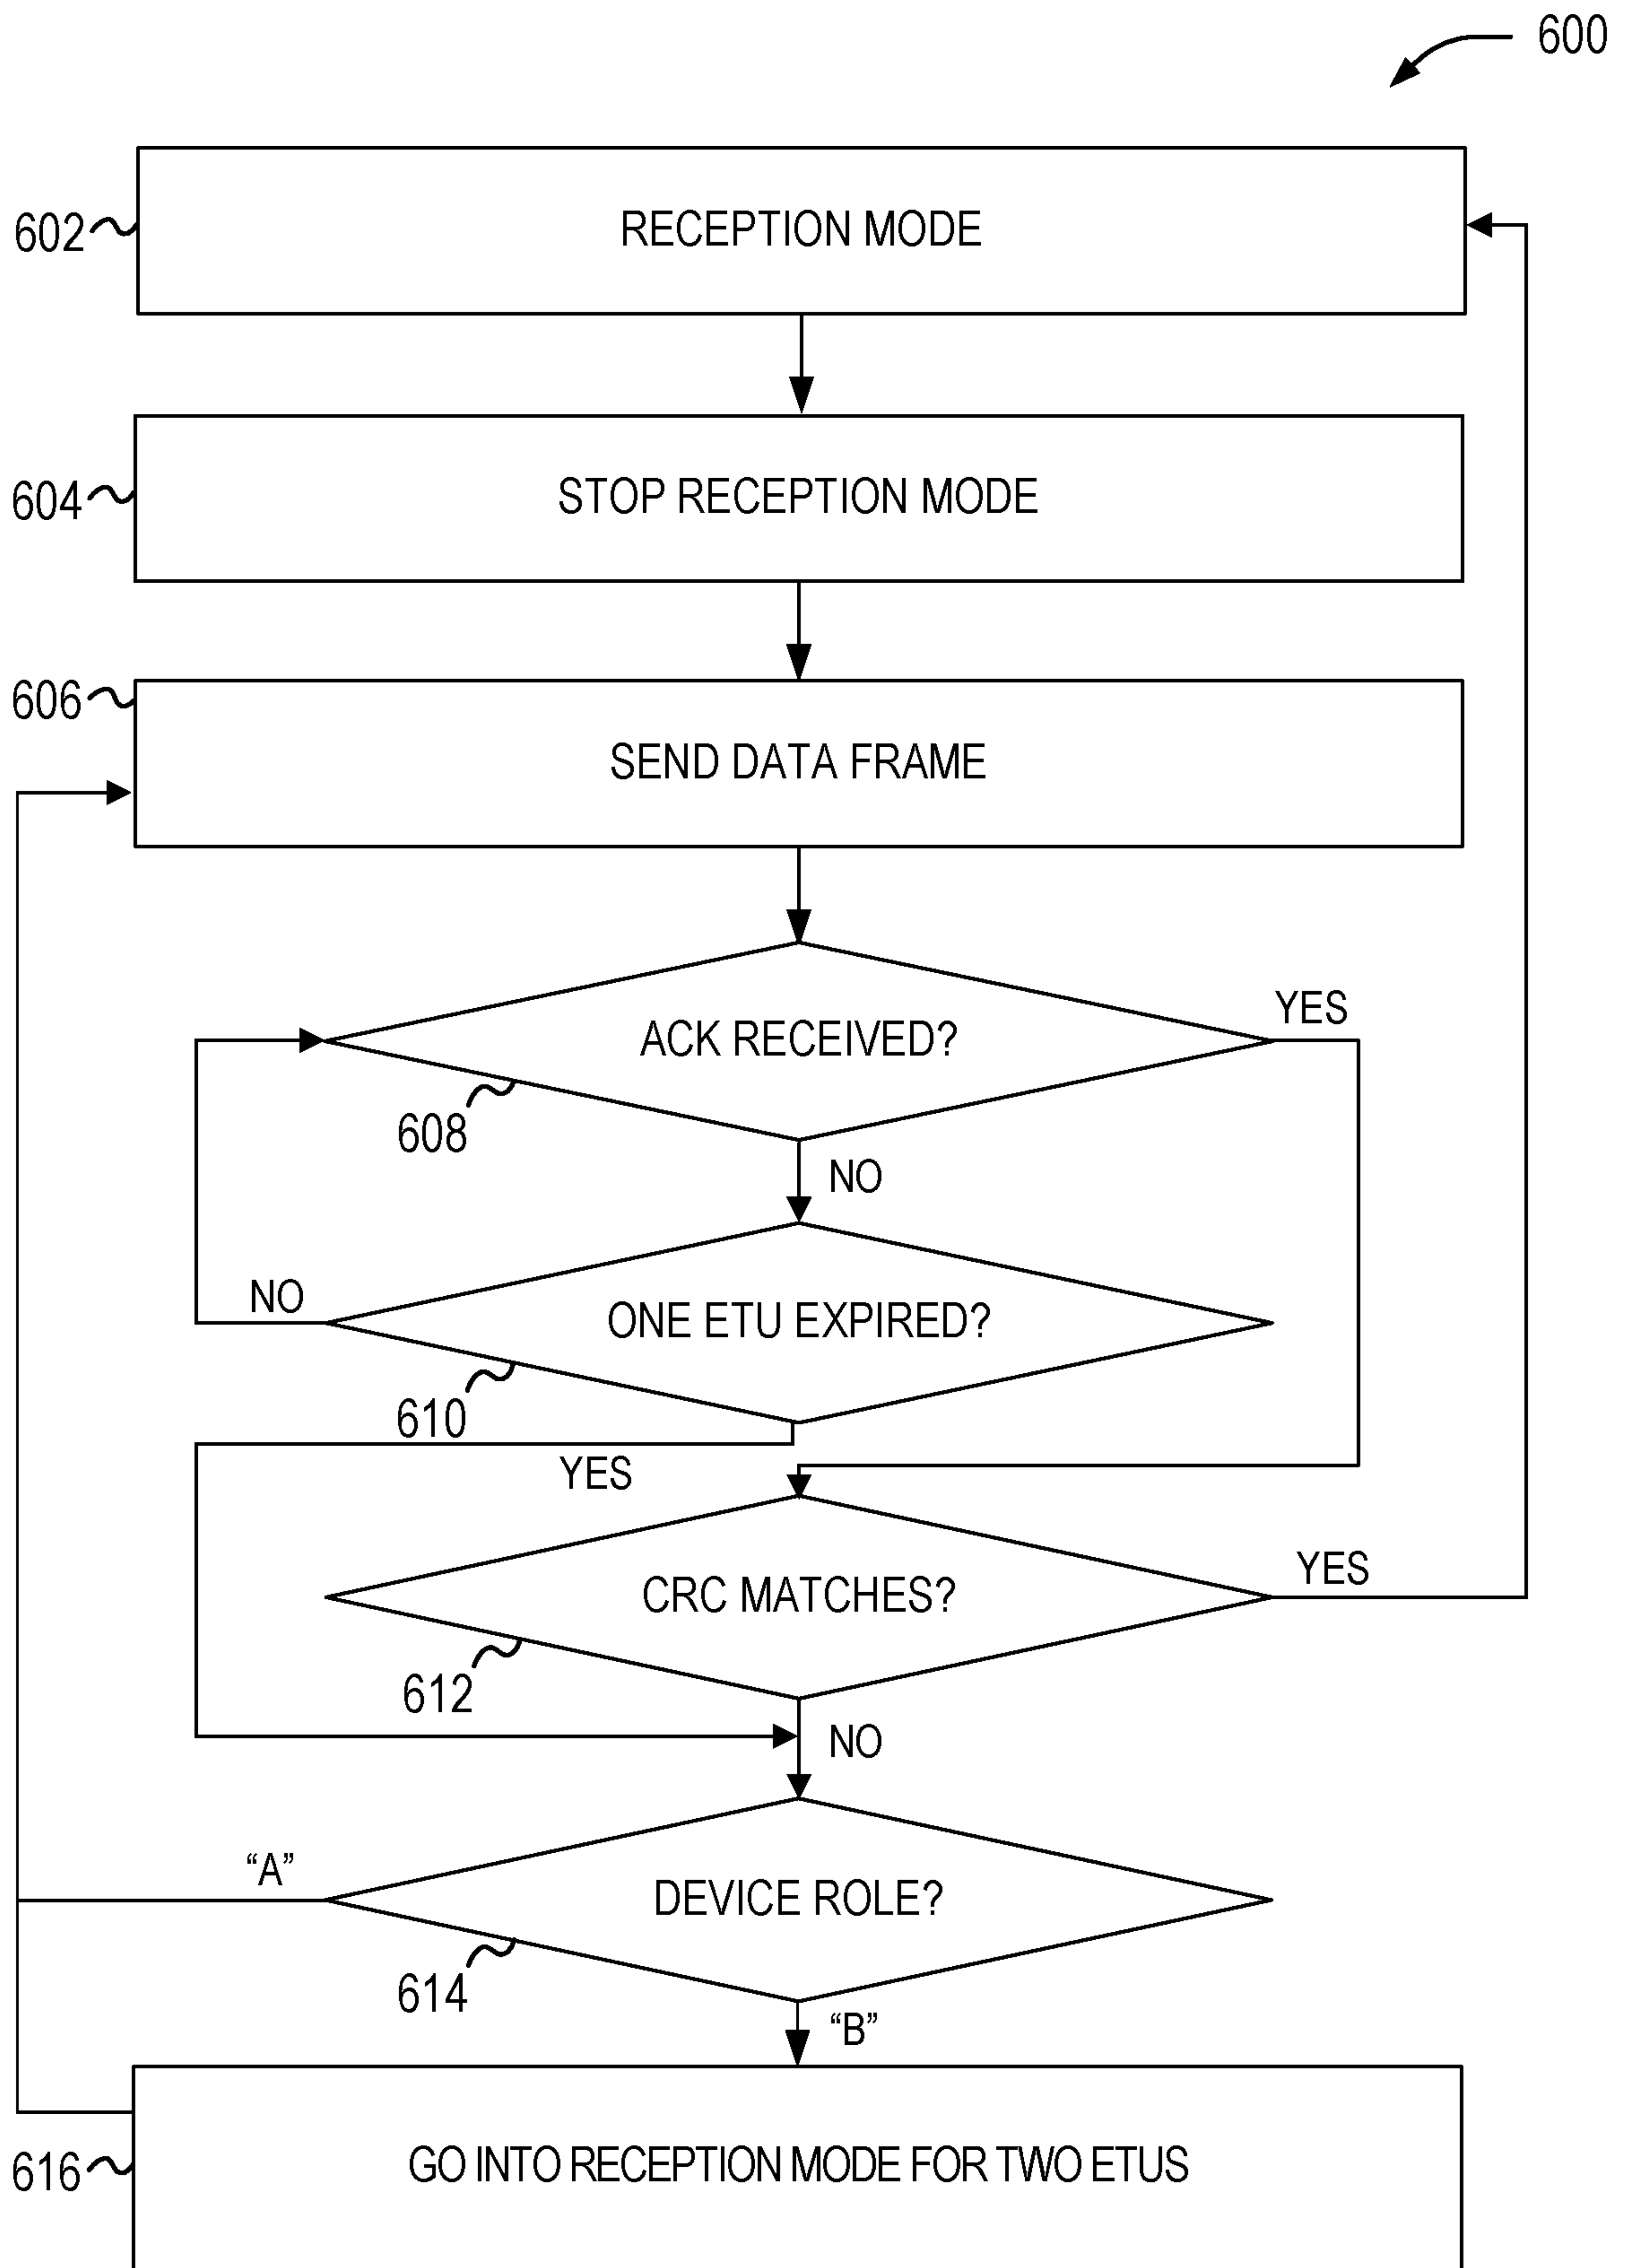 600
602
RECEPTION MODE
604
STOP RECEPTION MODE
606
SEND DATA FRAME
ACK RECEIVED?
YES
608
NO
ONE ETU EXPIRED?
NO
610
YES
CRC MATCHES?
YES
612
NO
"A"
DEVICE ROLE?
614
"B"
616
GO INTO RECEPTION MODE FOR TWO ETUS